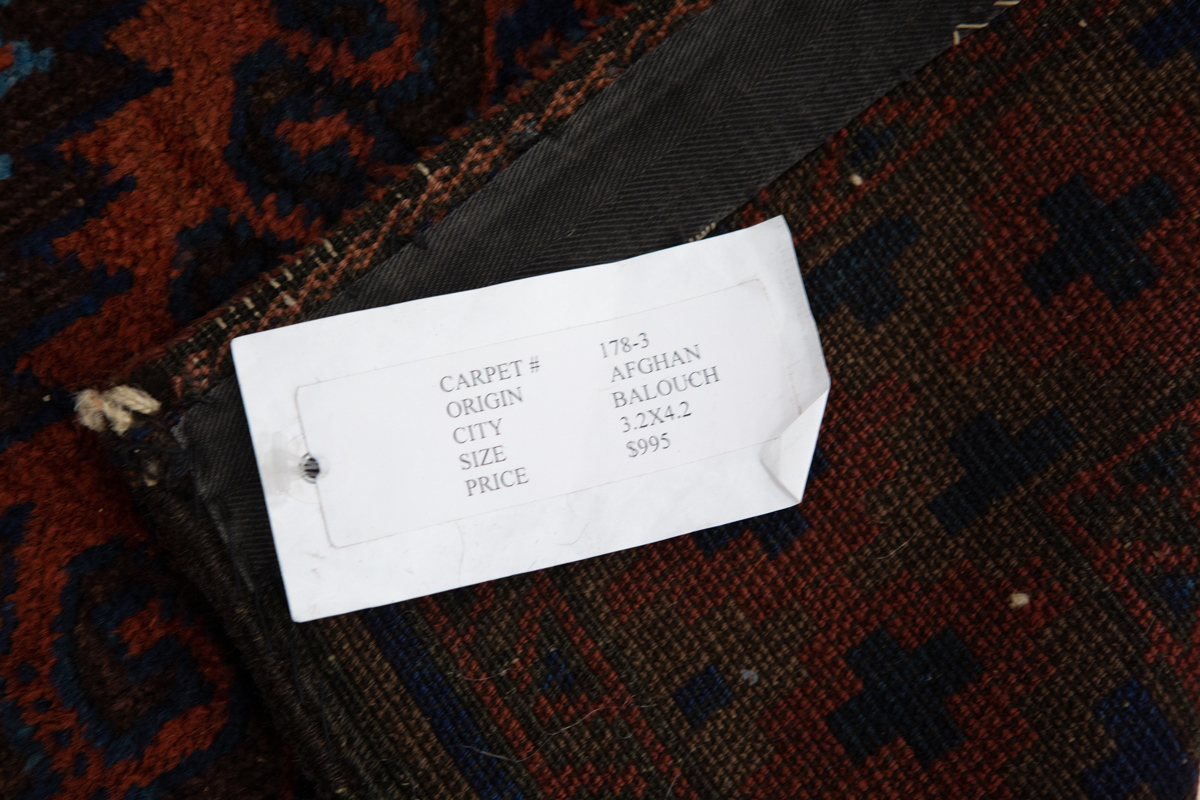 CARPET # 178-3
ORIGIN AFGHAN
CITY BALOUCH
SIZE 3.2X4.2
PRICE $995